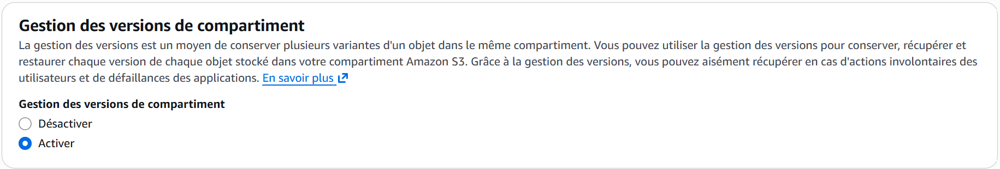 Gestion des versions de compartiment
La gestion des versions est un moyen de conserver plusieurs variantes d'un objet dans le même compartiment. Vous pouvez utiliser la gestion des versions pour conserver, récupérer et
restaurer chaque version de chaque objet stocké dans votre compartiment Amazon S3. Grâce à la gestion des versions, vous pouvez aisément récupérer en cas d'actions involontaires des
utilisateurs et de défaillances des applications. En savoir plus
Gestion des versions de compartiment
Désactiver
Activer